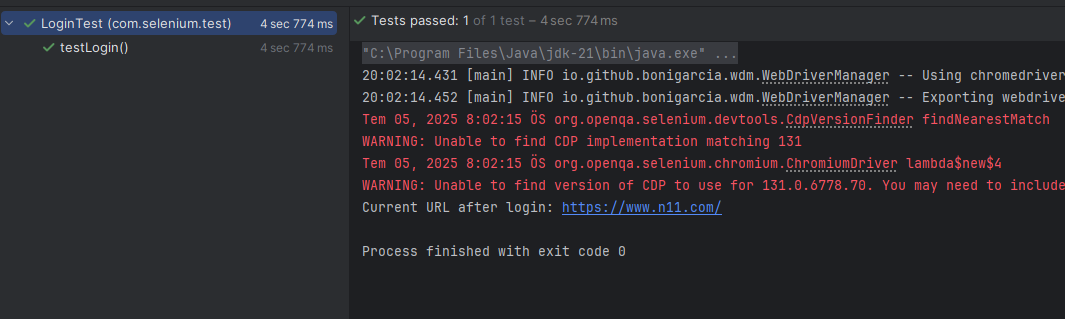 LoginTest (com.selenium.test) 4 sec 774 ms
testLogin() 4 sec 774 ms
Tests passed: 1 of 1 test – 4 sec 774 ms
"C:\Program Files\Java\jdk-21\bin\java.exe" ...
20:02:14.431 [main] INFO io.github.bonigarcia.wdm.WebDriverManager -- Using chromedriver
20:02:14.452 [main] INFO io.github.bonigarcia.wdm.WebDriverManager -- Exporting webdrive
Tem 05, 2025 8:02:15 ÖS org.openqa.selenium.devtools.CdpVersionFinder findNearestMatch
WARNING: Unable to find CDP implementation matching 131
Tem 05, 2025 8:02:15 ÖS org.openqa.selenium.chromium.ChromiumDriver lambda$new$4
WARNING: Unable to find version of CDP to use for 131.0.6778.70. You may need to include
Current URL after login: https://www.n11.com/
Process finished with exit code 0